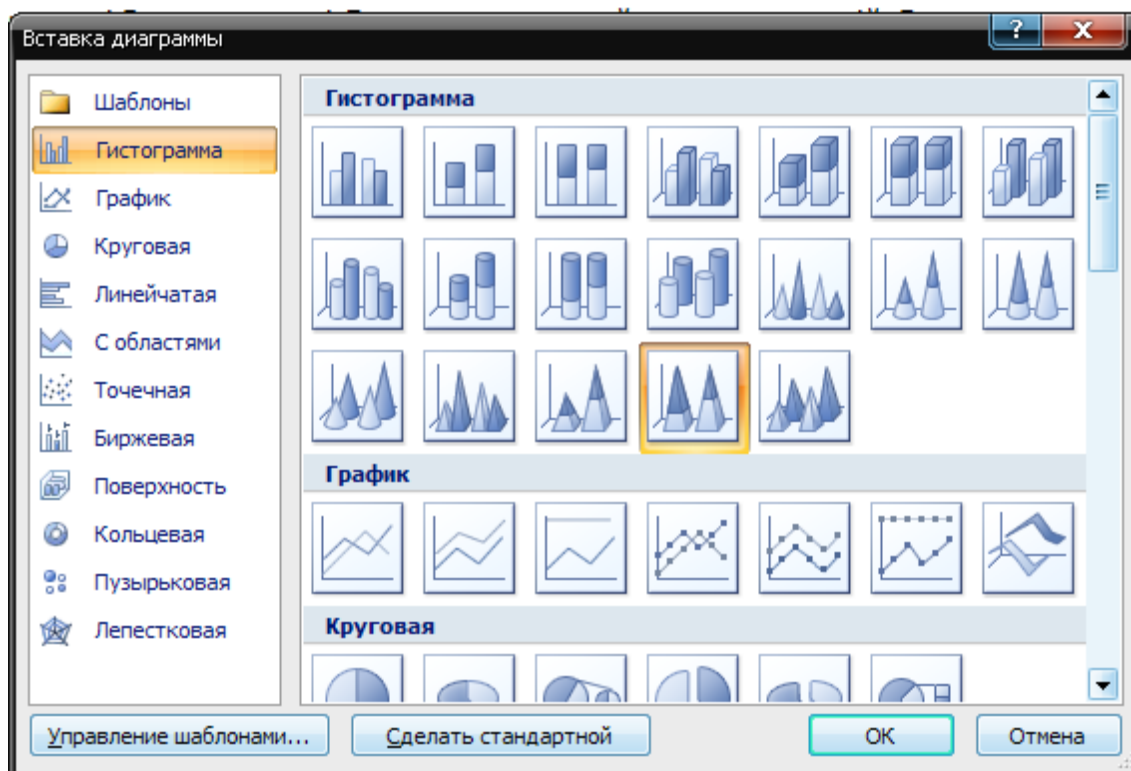 Вставка диаграммы
?
X
Шаблоны
Гистограмма
График
Круговая
Линейчатая
С областями
Точечная
Биржевая
Поверхность
Кольцевая
Пузырьковая
Лепестковая
Гистограмма
График
Круговая
Управление шаблонами...
Сделать стандартной
ОК
Отмена